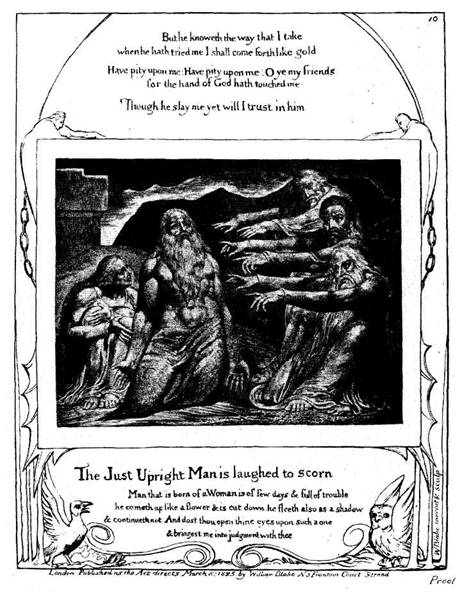 10
But he knoweth the way that I take
when he hath tried me I shall come forth like gold
Have pity upon me: Have pity upon me: O ye my friends
for the hand of God hath touched me
Though he slay me yet will I trust in him
The Just Upright Man is laughed to scorn
Man that is born of a Woman is of few days & full of trouble
he cometh up like a flower & is cut down he fleeth also as a shadow
& continueth not And dost thou open thine eyes upon such a one
& bringest me into judgment with thee
WBlake invenit & sculp
London Published as the Act directs March 8: 1825 by William Blake N 3 Fountain Court Strand
Proof